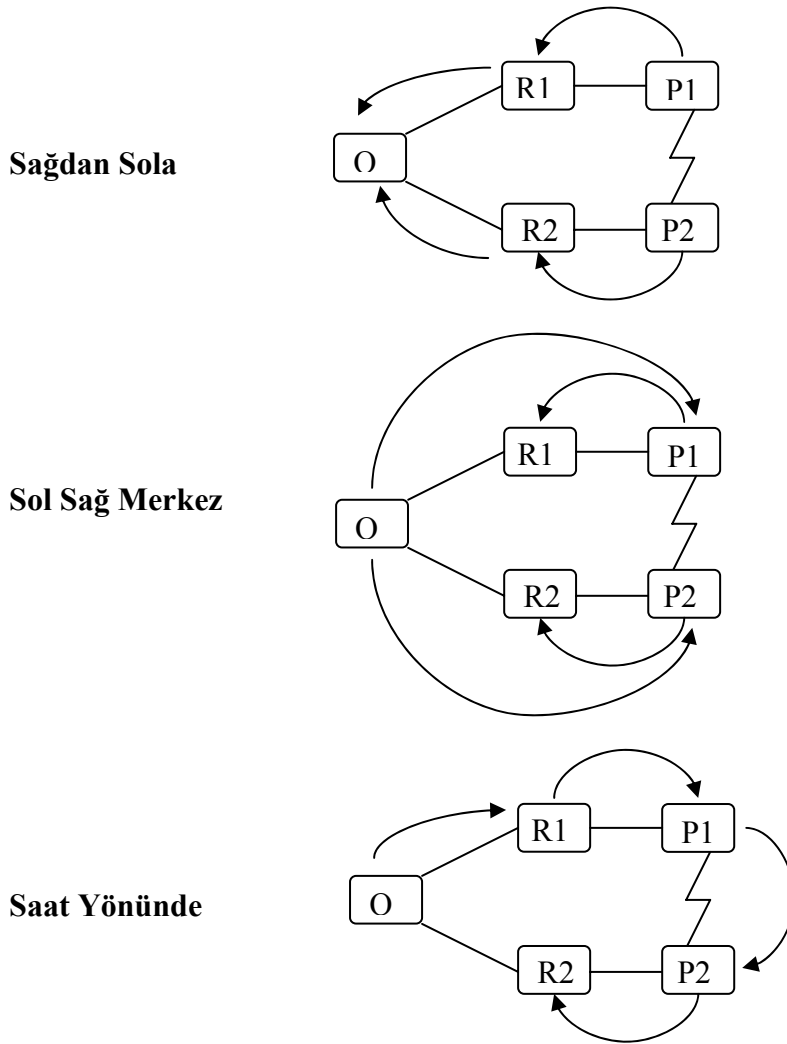 R1 P1
O
Sağdan Sola
R2 P2
R1 P1
Sol Sağ Merkez
O
R2 P2
R1 P1
O
Saat Yönünde
R2 P2